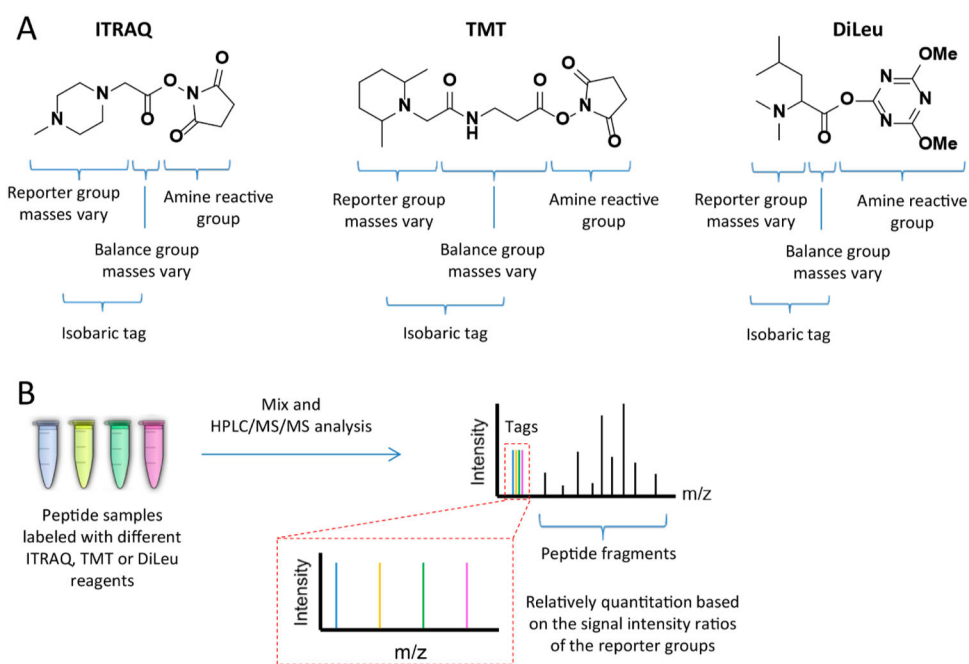 A
ITRAQ
TMT
DiLeu
N
N
O
O
N
O
O
N
O
N
H
O
O
N
O
O
N
O
O
N
N
N
OMe
OMe
Reporter group
masses vary
Amine reactive
group
Balance group
masses vary
Isobaric tag
Reporter group
masses vary
Amine reactive
group
Balance group
masses vary
Isobaric tag
Reporter group
masses vary
Amine reactive
group
Balance group
masses vary
Isobaric tag
B
Peptide samples
labeled with different
ITRAQ, TMT or DiLeu
reagents
Mix and
HPLC/MS/MS analysis
Intensity
Tags
m/z
Peptide fragments
Intensity
m/z
Relatively quantitation based
on the signal intensity ratios
of the reporter groups